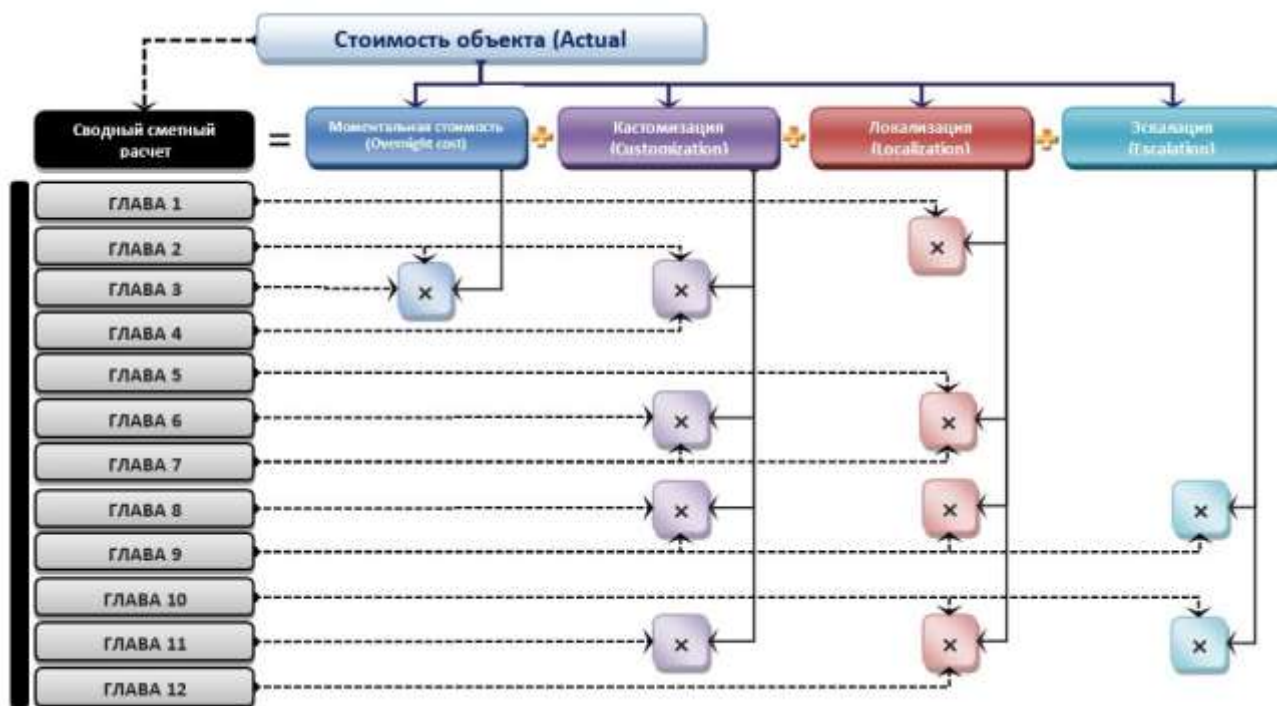 Стоимость объекта (Actual
Сводный сметный
расчет
=
Моментальная стоимость
(Overnight cost)
+
Кастомизация
(Customization)
+
Локализация
(Localization)
+
Эскалация
(Escalation)
ГЛАВА 1
ГЛАВА 2
×
ГЛАВА 3
×
×
ГЛАВА 4
ГЛАВА 5
ГЛАВА 6
×
×
ГЛАВА 7
ГЛАВА 8
×
×
×
ГЛАВА 9
ГЛАВА 10
ГЛАВА 11
×
×
×
ГЛАВА 12